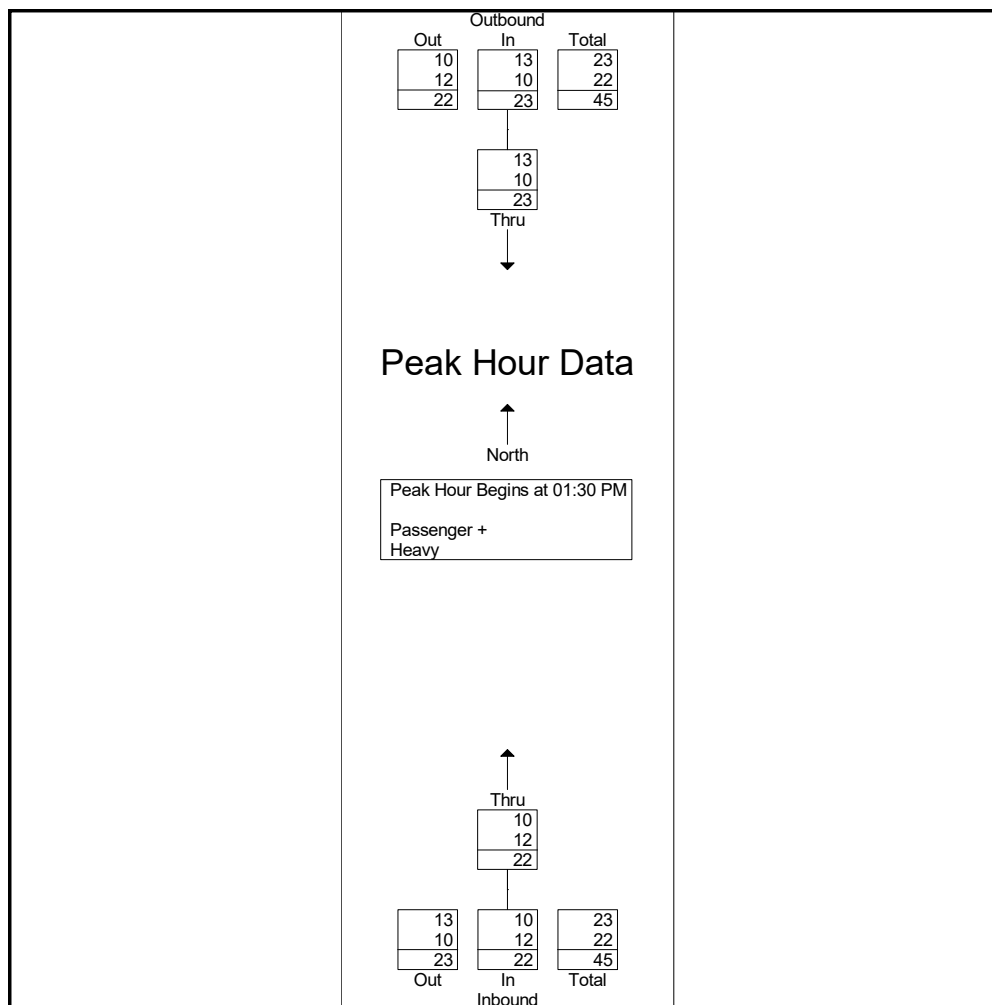 Outbound
Out In Total
10 13 23
12 10 22
22 23 45
13
10
23
Thru
Peak Hour Data
North
Peak Hour Begins at 01:30 PM
Passenger +
Heavy
Thru
10
12
22
13 10 23
10 12 22
23 22 45
Out In Total
Inbound